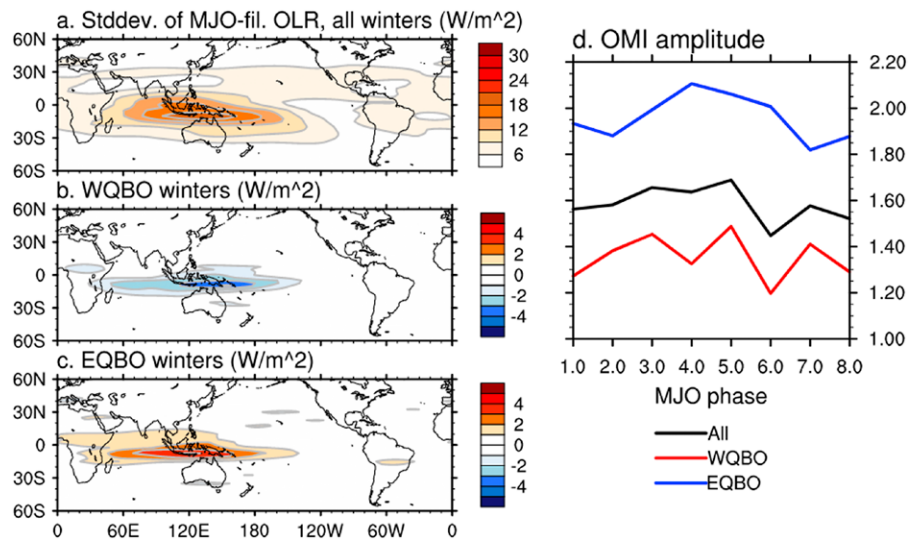 a. Stddev. of MJO-fil. OLR, all winters (W/m^2)
60N
30N
0
30S
60S
30
24
18
12
6
b. WQBO winters (W/m^2)
60N
30N
0
30S
60S
4
2
0
-2
-4
c. EQBO winters (W/m^2)
60N
30N
0
30S
60S
0 60E 120E 180 120W 60W 0
4
2
0
-2
-4
d. OMI amplitude
2.20
2.00
1.80
1.60
1.40
1.20
1.00
1.0 2.0 3.0 4.0 5.0 6.0 7.0 8.0
MJO phase
All
WQBO
EQBO